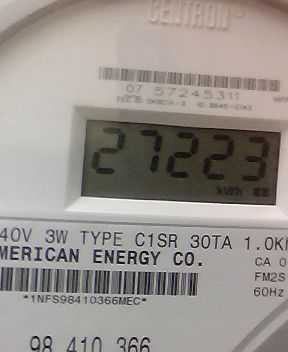 CENTRON®
07 57245311
27223
kWh
40V 3W TYPE C1SR 30TA 1.0K
MERICAN ENERGY CO. CA 0
FM2S
*1NFS98410366MEC* 60Hz
98 410 366